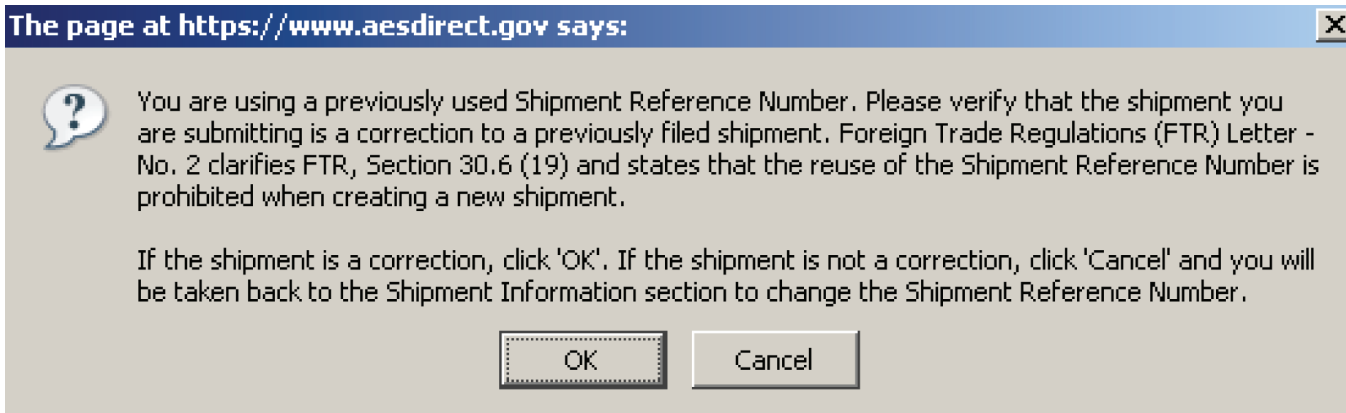 The page at https://www.aesdirect.gov says:
You are using a previously used Shipment Reference Number. Please verify that the shipment you
are submitting is a correction to a previously filed shipment. Foreign Trade Regulations (FTR) Letter -
No. 2 clarifies FTR, Section 30.6 (19) and states that the reuse of the Shipment Reference Number is
prohibited when creating a new shipment.
If the shipment is a correction, click 'OK'. If the shipment is not a correction, click 'Cancel' and you will
be taken back to the Shipment Information section to change the Shipment Reference Number.
OK
Cancel